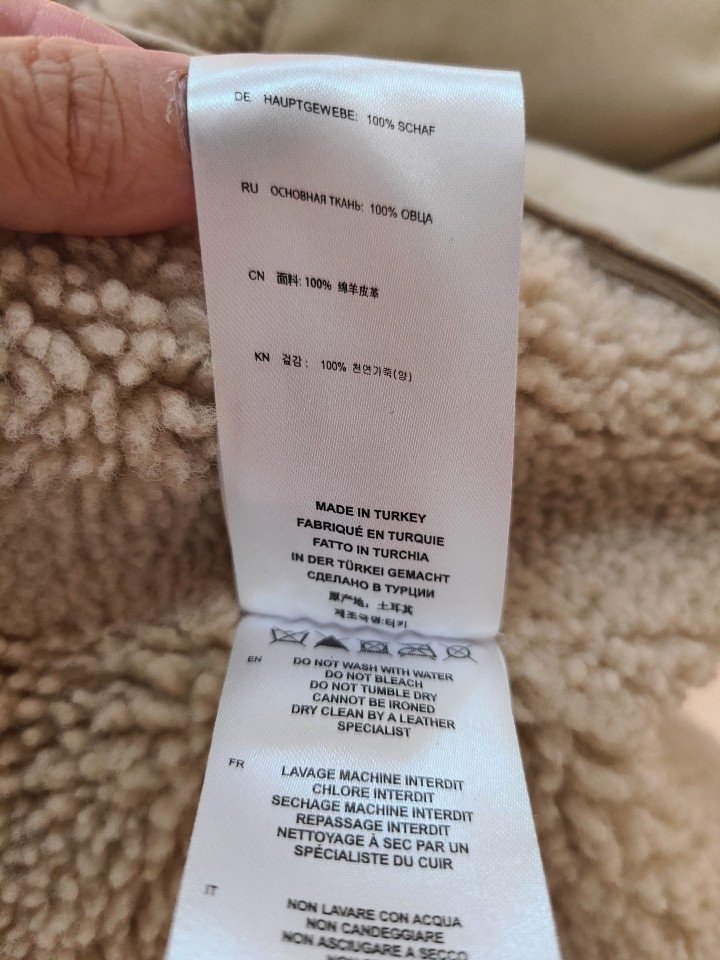 DE HAUPTGEWEBE: 100% SCHAF
RU ОСНОВНАЯ ТКАНЬ: 100% ОВЦА
CN 面料: 100% 绵羊皮革
KN 겉감 : 100% 천연가죽(양)
MADE IN TURKEY
FABRIQUÉ EN TURQUIE
FATTO IN TURCHIA
IN DER TÜRKEI GEMACHT
СДЕЛАНО В ТУРЦИИ
原产地: 土耳其
제조국명:터키
EN DO NOT WASH WITH WATER
DO NOT BLEACH
DO NOT TUMBLE DRY
CANNOT BE IRONED
DRY CLEAN BY A LEATHER
SPECIALIST
FR LAVAGE MACHINE INTERDIT
CHLORE INTERDIT
SECHAGE MACHINE INTERDIT
REPASSAGE INTERDIT
NETTOYAGE À SEC PAR UN
SPÉCIALISTE DU CUIR
IT NON LAVARE CON ACQUA
NON CANDEGGIARE
NON ASCIUGARE A SECCO